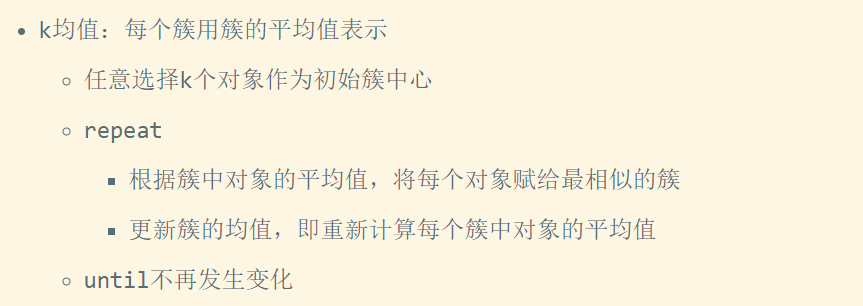 k均值：每个簇用簇的平均值表示
任意选择k个对象作为初始簇中心
repeat
根据簇中对象的平均值，将每个对象赋给最相似的簇
更新簇的均值，即重新计算每个簇中对象的平均值
until不再发生变化